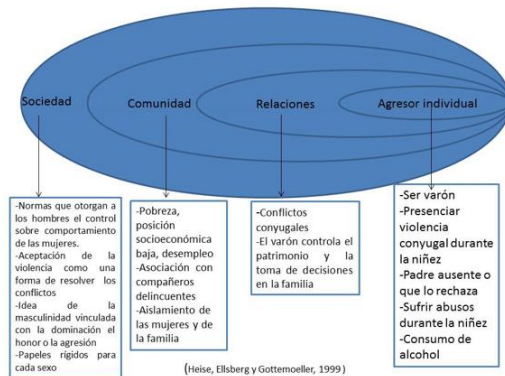 Sociedad
Comunidad
Relaciones
Agresor individual
-Normas que otorgan a
los hombres el control
sobre comportamiento
de las mujeres.
-Aceptación de la
violencia como una
forma de resolver los
conflictos
-Idea de la
masculinidad vinculada
con la dominación el
honor o la agresión
-Papeles rígidos para
cada sexo
-Pobreza,
posición
socioeconómica
baja, desempleo
-Asociación con
compañeros
delincuentes
-Aislamiento de
las mujeres y de
la familia
-Conflictos
conyugales
-El varón controla el
patrimonio y la
toma de decisiones
en la familia
-Ser varón
-Presenciar
violencia
conyugal durante
la niñez
-Padre ausente o
que lo rechaza
-Sufrir abusos
durante la niñez
-Consumo de
alcohol
(Heise, Ellsberg y Gottemoeller, 1999 )